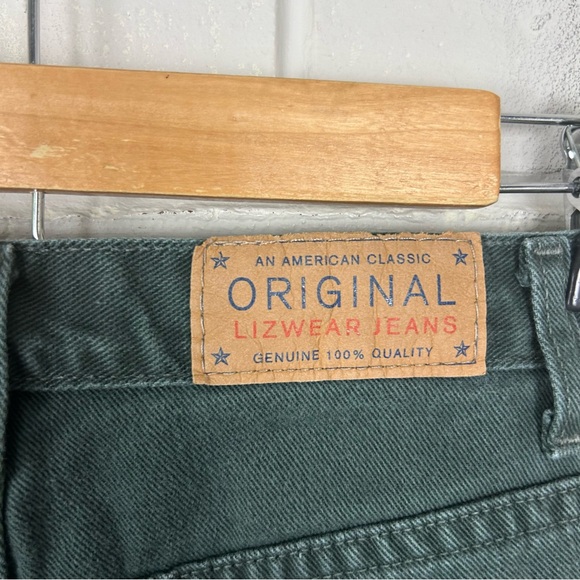 AN AMERICAN CLASSIC
ORIGINAL
LIZWEAR JEANS
GENUINE 100% QUALITY